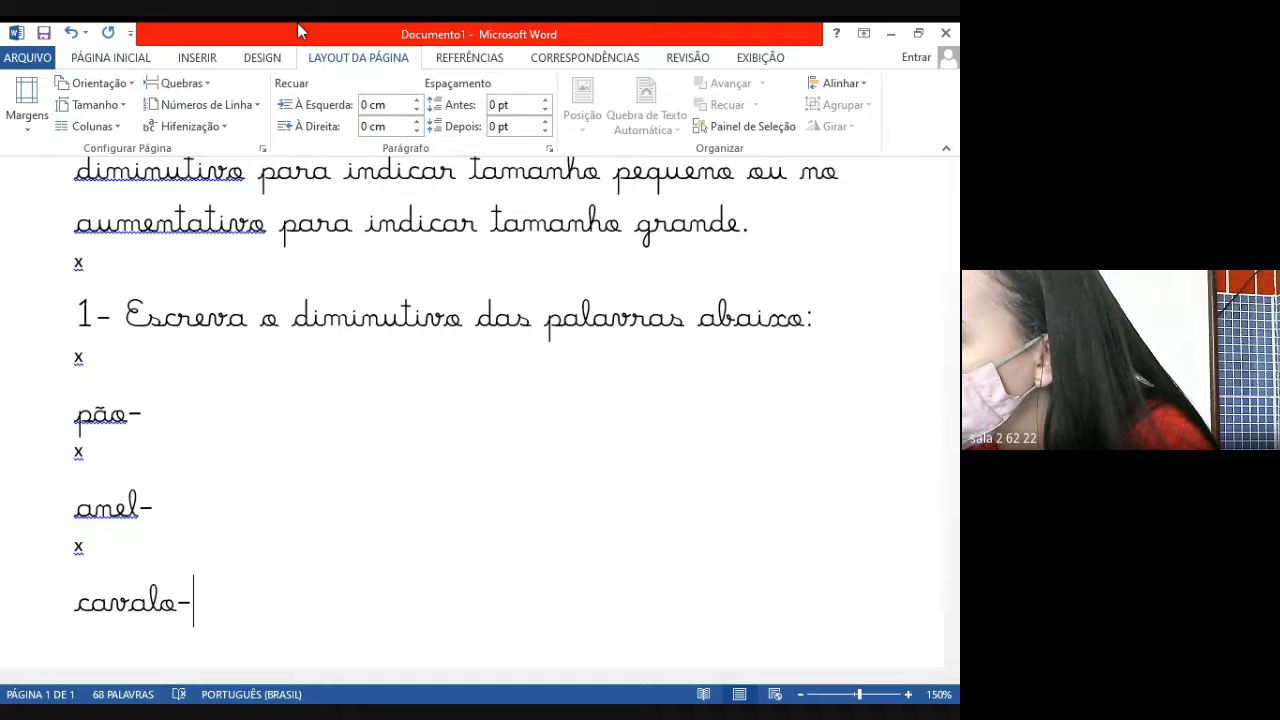 Documento1 - Microsoft Word
?
ARQUIVO PÁGINA INICIAL INSERIR DESIGN LAYOUT DA PÁGINA REFERÊNCIAS CORRESPONDÊNCIAS REVISÃO EXIBIÇÃO Entrar
Margens
Orientação
Tamanho
Colunas
Quebras
Números de Linha
Hifenização
Configurar Página
Recuar
À Esquerda: 0 cm
À Direita: 0 cm
Espaçamento
Antes: 0 pt
Depois: 0 pt
Parágrafo
Posição
Quebra de Texto
Automática
Avançar
Recuar
Painel de Seleção
Alinhar
Agrupar
Girar
Organizar
diminutivo para indicar tamanho pequeno ou no
aumentativo para indicar tamanho grande.
x
1- Escreva o diminutivo das palavras abaixo:
x
pão-
x
anel-
x
cavalo-
sala 2 62 22
PÁGINA 1 DE 1 68 PALAVRAS PORTUGUÊS (BRASIL) 150%